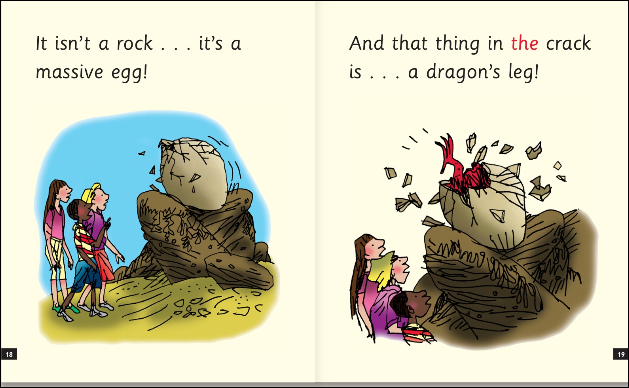 It isn't a rock . . . it's a
massive egg!
And that thing in the crack
is . . . a dragon's leg!
18
19